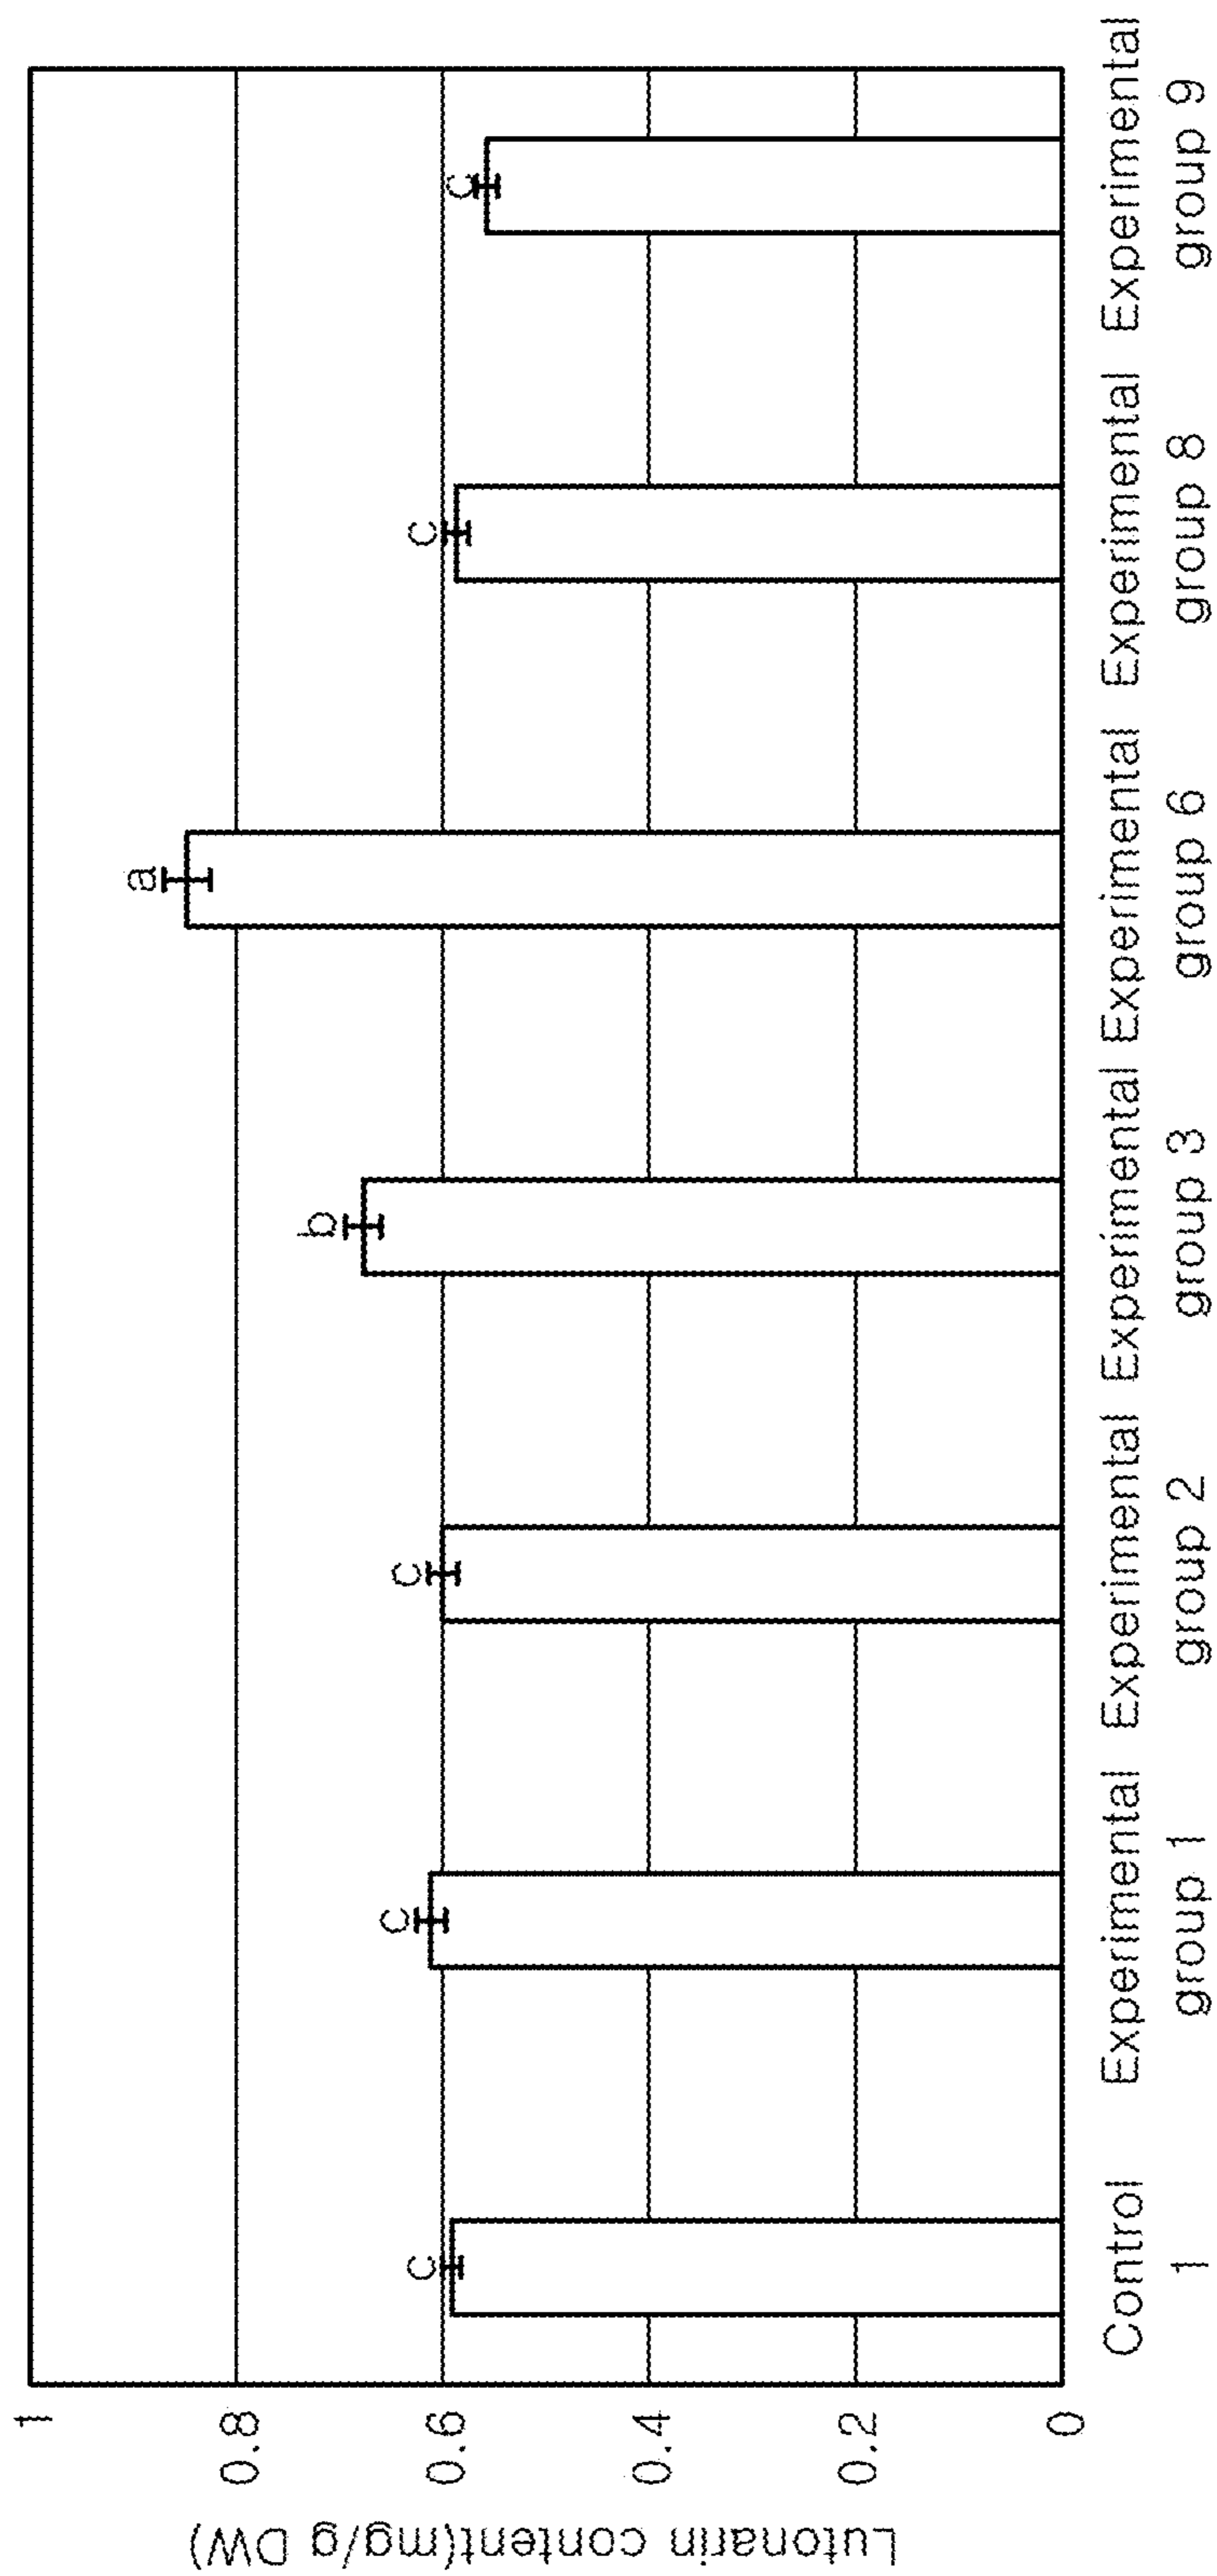 Lutonarin content(mg/g DW)
1
0.8
0.6
0.4
0.2
0
c
c
c
b
a
c
c
Control
1
Experimental
group 1
Experimental
group 2
Experimental
group 3
Experimental
group 6
Experimental
group 8
Experimental
group 9